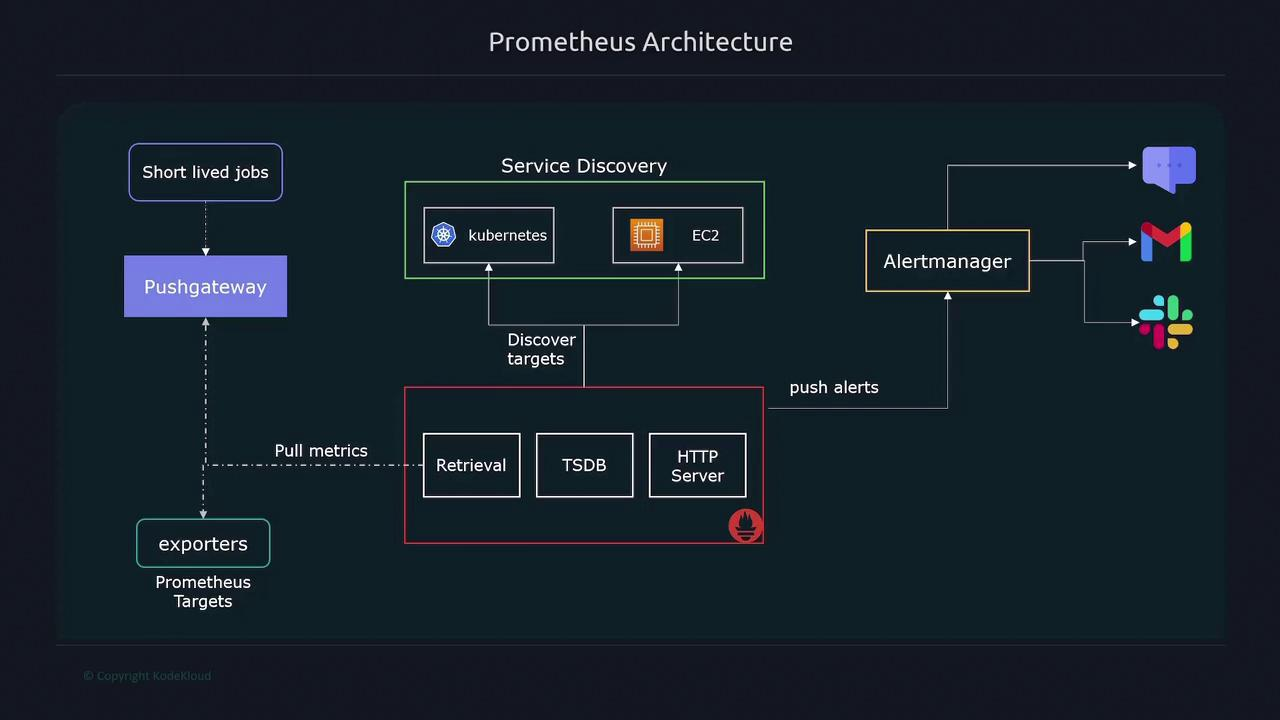 Prometheus Architecture
Short lived jobs
Pushgateway
Service Discovery
kubernetes
EC2
Discover
targets
Alertmanager
push alerts
Pull metrics
Retrieval
TSDB
HTTP
Server
exporters
Prometheus
Targets
© Copyright KodeKloud